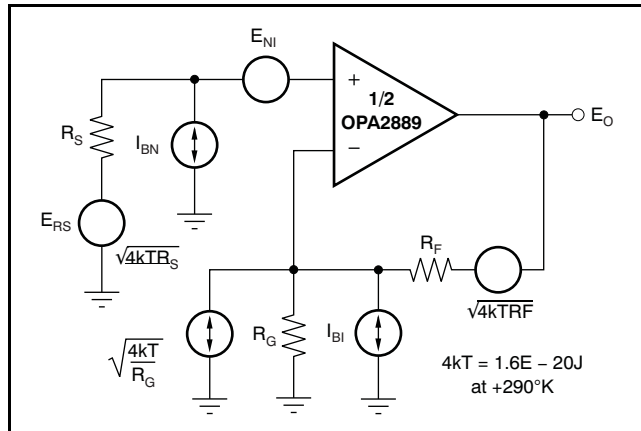 E_NI
+
1/2
OPA2889
−
E_O
R_S
I_BN
E_RS
√4kTR_S
R_F
√4kTRF
√4kT/R_G
R_G
I_BI
4kT = 1.6E − 20J
at +290°K